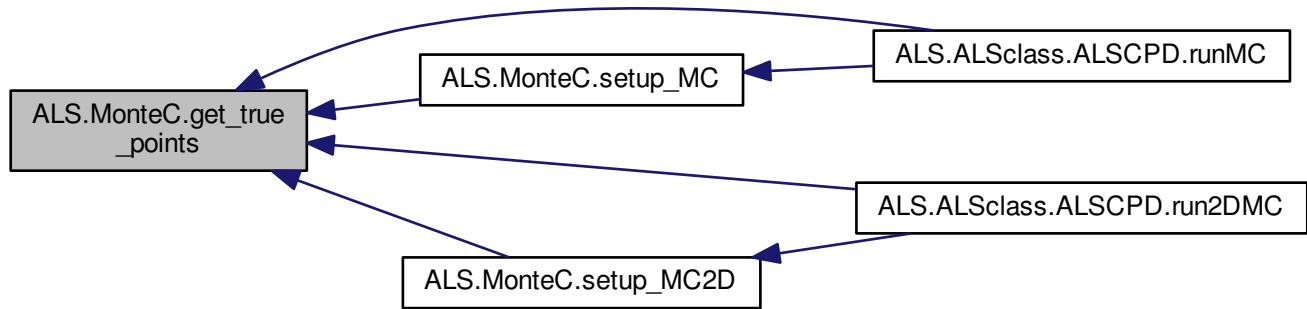 ALS.MonteC.get_true
_points
ALS.MonteC.setup_MC
ALS.ALSclass.ALSCPD.runMC
ALS.ALSclass.ALSCPD.run2DMC
ALS.MonteC.setup_MC2D